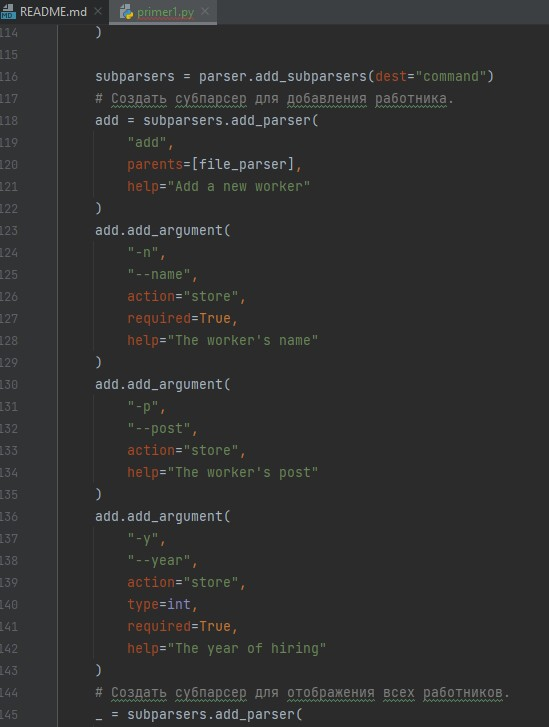 README.md primer1.py
114 )
115
116 subparsers = parser.add_subparsers(dest="command")
117 # Создать субпарсер для добавления работника.
118 add = subparsers.add_parser(
119 "add",
120 parents=[file_parser],
121 help="Add a new worker"
122 )
123 add.add_argument(
124 "-n",
125 "--name",
126 action="store",
127 required=True,
128 help="The worker's name"
129 )
130 add.add_argument(
131 "-p",
132 "--post",
133 action="store",
134 help="The worker's post"
135 )
136 add.add_argument(
137 "-y",
138 "--year",
139 action="store",
140 type=int,
141 required=True,
142 help="The year of hiring"
143 )
144 # Создать субпарсер для отображения всех работников.
145 _ = subparsers.add_parser(